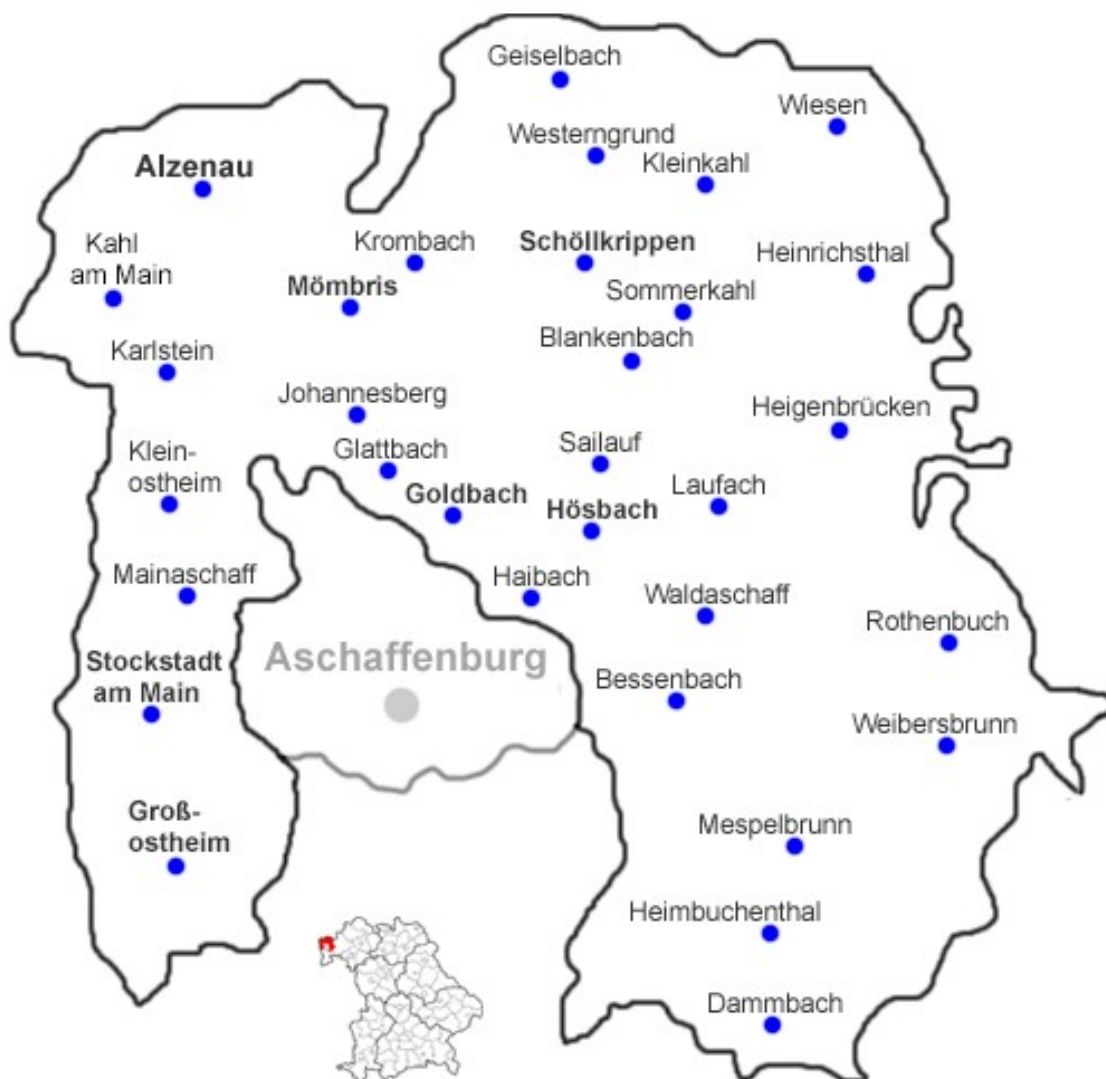 Geiselbach
Wiesen
Westerngrund
Kleinkahl
Alzenau
Krombach
Schöllkrippen
Kahl
am Main
Heinrichsthal
Mömbris
Sommerkahl
Blankenbach
Karlstein
Johannesberg
Heigenbrücken
Glattbach
Sailauf
Klein-
ostheim
Goldbach
Laufach
Hösbach
Mainaschaff
Haibach
Waldaschaff
Rothenbuch
Aschaffenburg
Stockstadt
am Main
Bessenbach
Weibersbrunn
Groß-
ostheim
Mespelbrunn
Heimbuchenthal
Dammbach